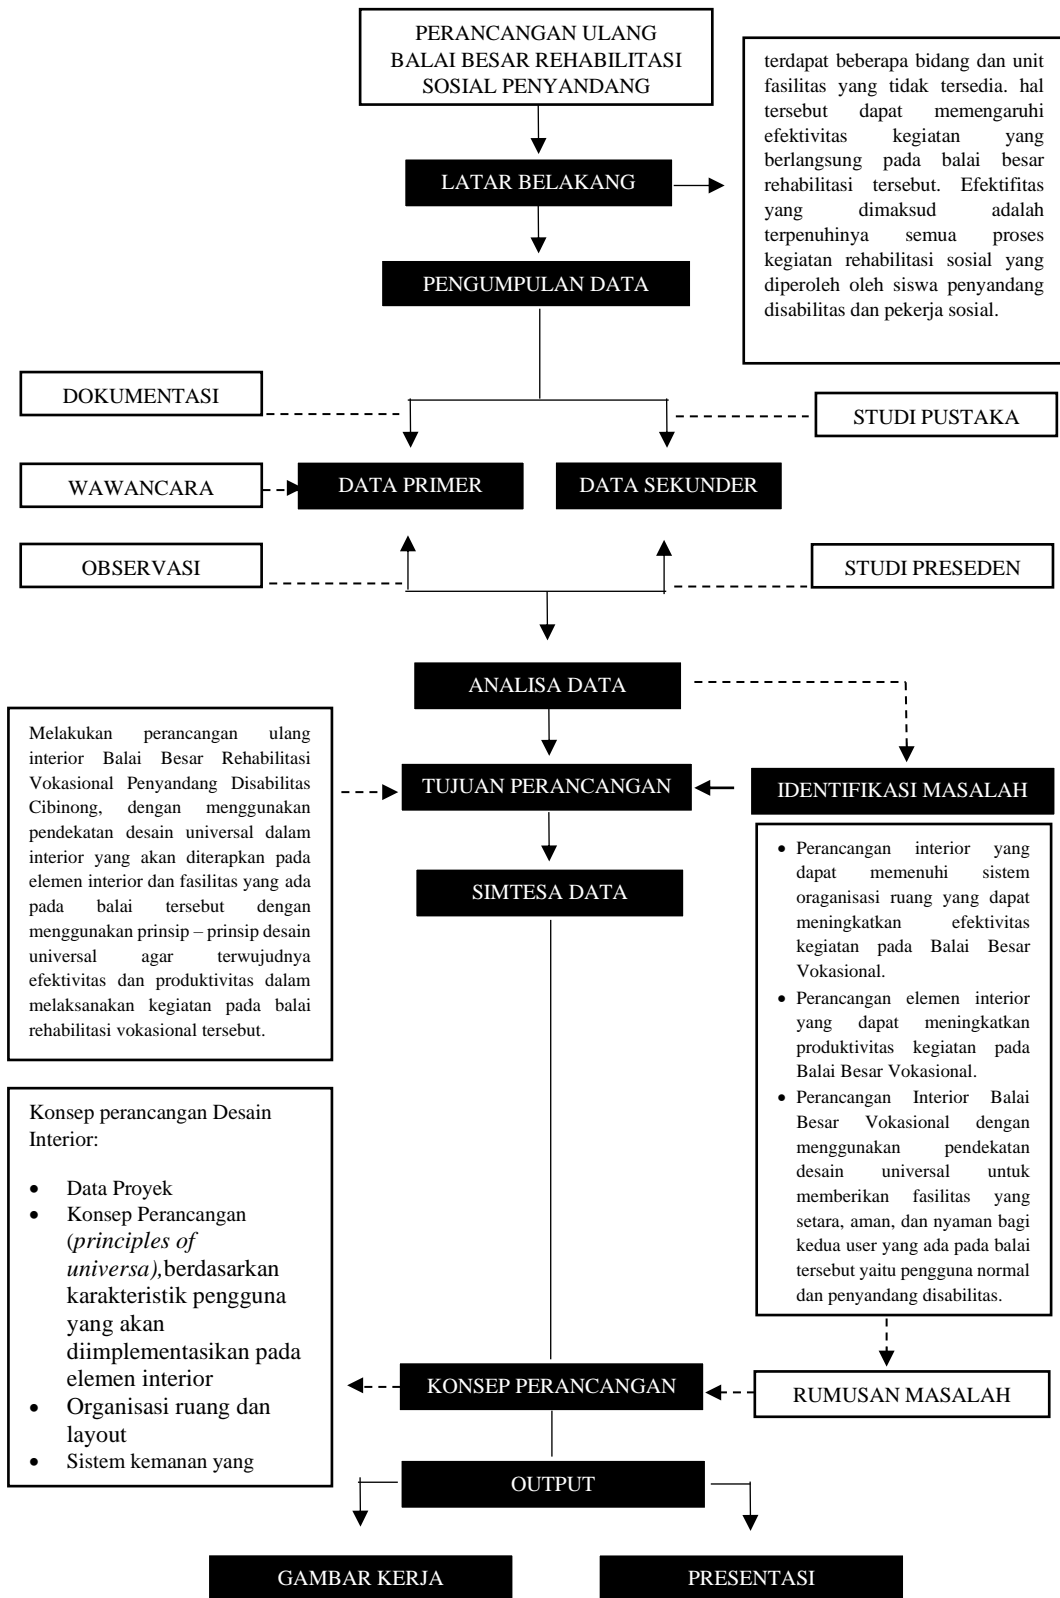 PERANCANGAN ULANG
BALAI BESAR REHABILITASI
SOSIAL PENYANDANG
terdapat beberapa bidang dan unit
fasilitas yang tidak tersedia. hal
tersebut dapat memengaruhi
efektivitas kegiatan yang
berlangsung pada balai besar
rehabilitasi tersebut. Efektifitas
yang dimaksud adalah
terpenuhinya semua proses
kegiatan rehabilitasi sosial yang
diperoleh oleh siswa penyandang
disabilitas dan pekerja sosial.
LATAR BELAKANG
PENGUMPULAN DATA
DOKUMENTASI
STUDI PUSTAKA
WAWANCARA
DATA PRIMER
DATA SEKUNDER
OBSERVASI
STUDI PRESEDEN
ANALISA DATA
Melakukan perancangan ulang
interior Balai Besar Rehabilitasi
Vokasional Penyandang Disabilitas
Cibinong, dengan menggunakan
pendekatan desain universal dalam
interior yang akan diterapkan pada
elemen interior dan fasilitas yang ada
pada balai tersebut dengan
menggunakan prinsip – prinsip desain
universal agar terwujudnya
efektivitas dan produktivitas dalam
melaksanakan kegiatan pada balai
rehabilitasi vokasional tersebut.
TUJUAN PERANCANGAN
IDENTIFIKASI MASALAH
• Perancangan interior yang
dapat memenuhi sistem
oraganisasi ruang yang dapat
meningkatkan efektivitas
kegiatan pada Balai Besar
Vokasional.
• Perancangan elemen interior
yang dapat meningkatkan
produktivitas kegiatan pada
Balai Besar Vokasional.
• Perancangan Interior Balai
Besar Vokasional dengan
menggunakan pendekatan
desain universal untuk
memberikan fasilitas yang
setara, aman, dan nyaman bagi
kedua user yang ada pada balai
tersebut yaitu pengguna normal
dan penyandang disabilitas.
SIMTESA DATA
Konsep perancangan Desain
Interior:
• Data Proyek
• Konsep Perancangan
(principles of
universa),berdasarkan
karakteristik pengguna
yang akan
diimplementasikan pada
elemen interior
• Organisasi ruang dan
layout
• Sistem kemanan yang
KONSEP PERANCANGAN
RUMUSAN MASALAH
OUTPUT
GAMBAR KERJA
PRESENTASI